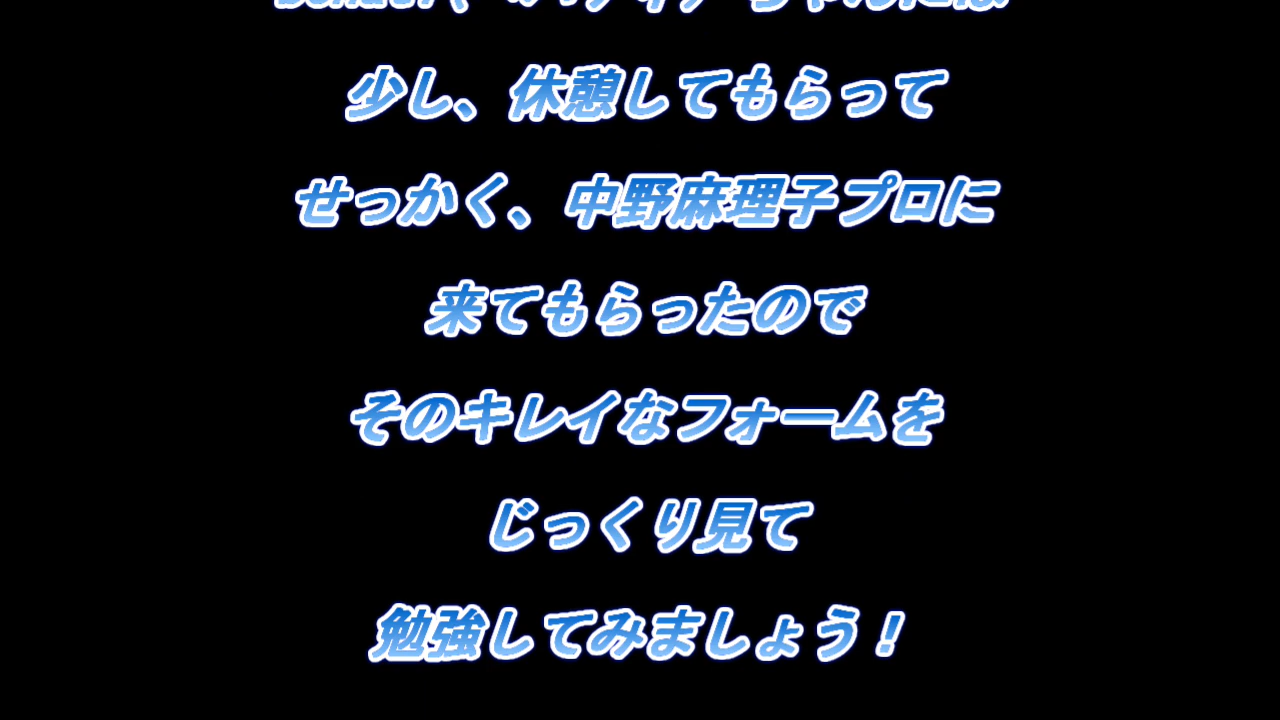 少し、休憩してもらって
せっかく、中野麻理子プロに
来てもらったので
そのキレイなフォームを
じっくり見て
勉強してみましょう！